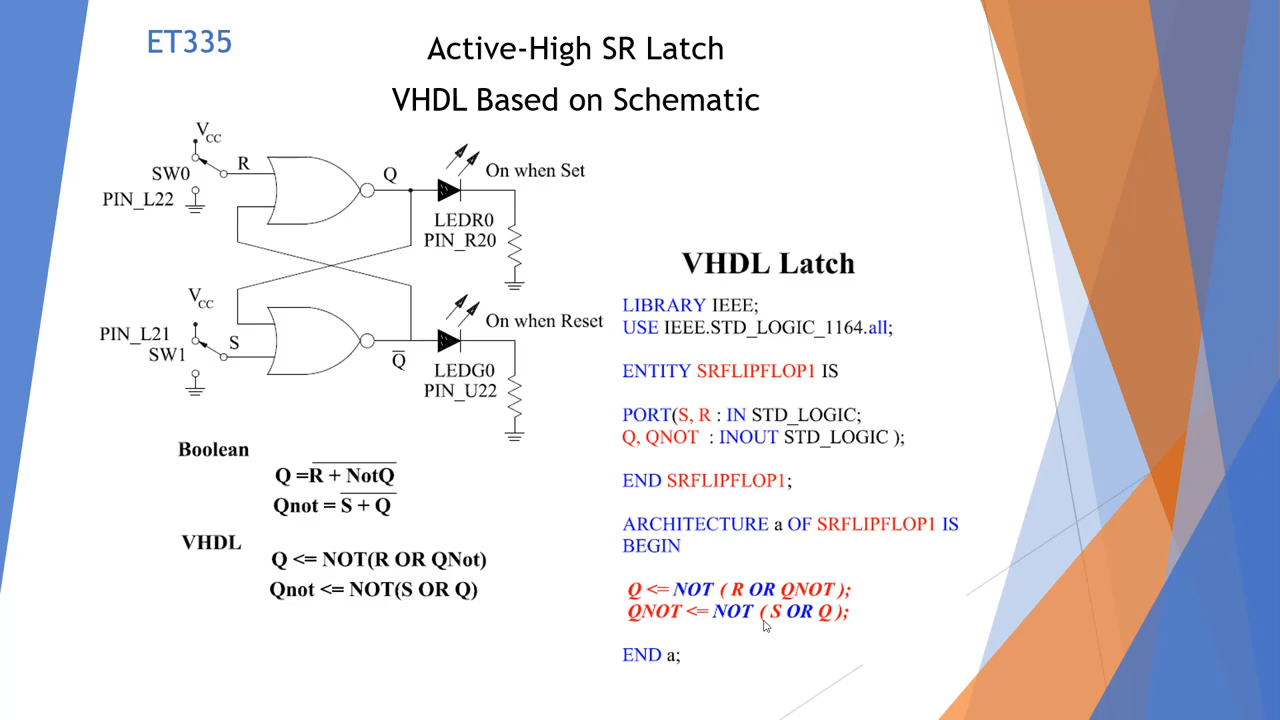 ET335
Active-High SR Latch
VHDL Based on Schematic
VCC
SW0
R
PIN_L22
Q
On when Set
LEDR0
PIN_R20
VCC
PIN_L21
SW1
S
Q̅
On when Reset
LEDG0
PIN_U22
Boolean
Q =R + NotQ
Qnot = S + Q
VHDL
Q <= NOT(R OR QNot)
Qnot <= NOT(S OR Q)
VHDL Latch
LIBRARY IEEE;
USE IEEE.STD_LOGIC_1164.all;
ENTITY SRFLIPFLOP1 IS
PORT(S, R : IN STD_LOGIC;
Q, QNOT : INOUT STD_LOGIC );
END SRFLIPFLOP1;
ARCHITECTURE a OF SRFLIPFLOP1 IS
BEGIN
Q <= NOT ( R OR QNOT );
QNOT <= NOT ( S OR Q );
END a;